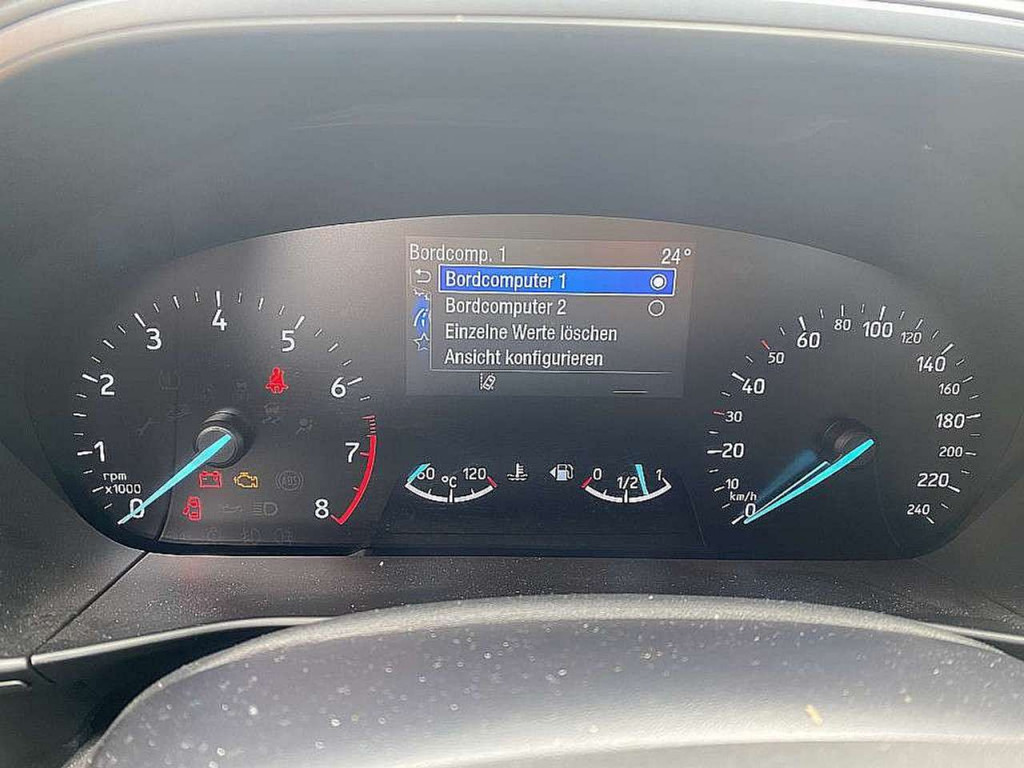 Bordcomp. 1 24°
Bordcomputer 1
Bordcomputer 2
Einzelne Werte löschen
Ansicht konfigurieren
0
1
2
3
4
5
6
7
8
rpm
x1000
ABS
60 °C 120
0 1/2 1
0
10
20
30
40
50
60
80
100
120
140
160
180
200
220
240
km/h